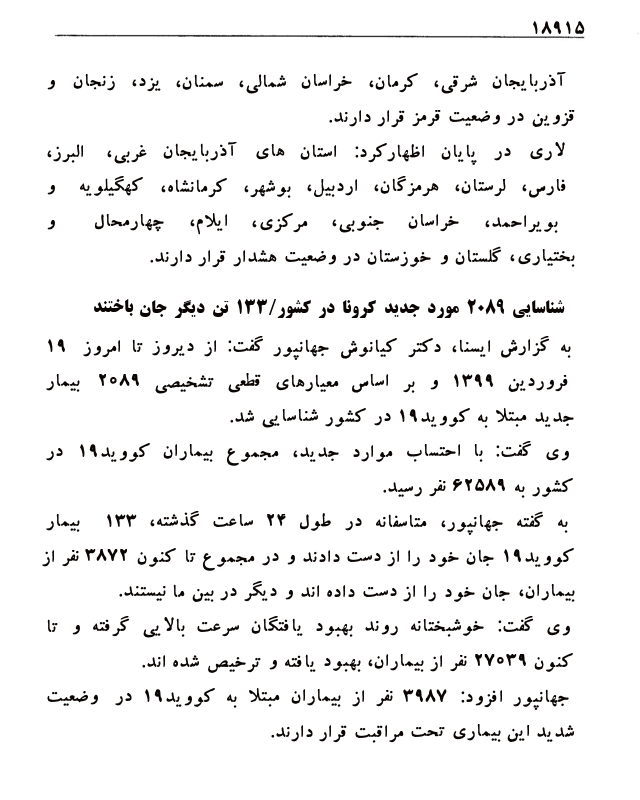 ۱۸۹۱۵
آذربایجان شرقی، کرمان، خراسان شمالی، سمنان، یزد، زنجان و
قزوین در وضعیت قرمز قرار دارند.
لاری در پایان اظهارکرد: استان های آذربایجان غربی، البرز،
فارس، لرستان، هرمزگان، اردبیل، بوشهر، کرمانشاه، کهگیلویه و
بویراحمد، خراسان جنوبی، مرکزی، ایلام، چهارمحال و
بختیاری، گلستان و خوزستان در وضعیت هشدار قرار دارند.
شناسایی ۲۰۸۹ مورد جدید کرونا در کشور/۱۳۳ تن دیگر جان باختند
به گزارش ایسنا، دکتر کیانوش جهانپور گفت: از دیروز تا امروز ۱۹
فروردین ۱۳۹۹ و بر اساس معیارهای قطعی تشخیصی ۲۰۸۹ بیمار
جدید مبتلا به کووید۱۹ در کشور شناسایی شد.
وی گفت: با احتساب موارد جدید، مجموع بیماران کووید۱۹ در
کشور به ۶۲۵۸۹ نفر رسید.
به گفته جهانپور، متاسفانه در طول ۲۴ ساعت گذشته، ۱۳۳ بیمار
کووید۱۹ جان خود را از دست دادند و در مجموع تا کنون ۳۸۷۲ نفر از
بیماران، جان خود را از دست داده اند و دیگر در بین ما نیستند.
وی گفت: خوشبختانه روند بهبود یافتگان سرعت بالایی گرفته و تا
کنون ۲۷۰۳۹ نفر از بیماران، بهبود یافته و ترخیص شده اند.
جهانپور افزود: ۳۹۸۷ نفر از بیماران مبتلا به کووید۱۹ در وضعیت
شدید این بیماری تحت مراقبت قرار دارند.